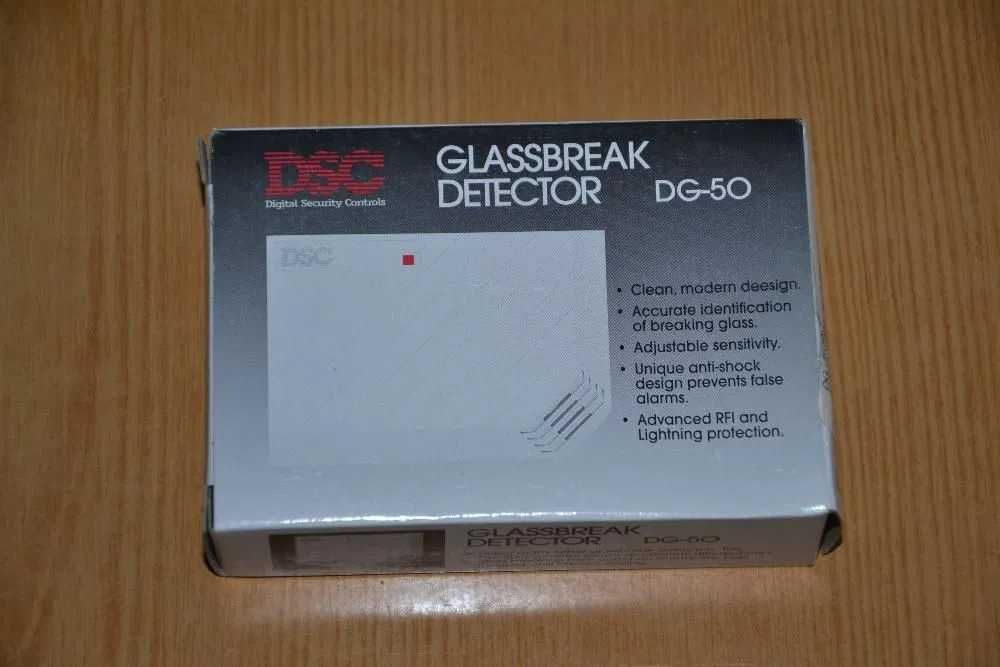 DSC
Digital Security Controls
GLASSBREAK
DETECTOR DG-50
DSC
• Clean, modern deesign.
• Accurate identification
of breaking glass.
• Adjustable sensitivity.
• Unique anti-shock
design prevents false
alarms.
• Advanced RFI and
Lightning protection.
GLASSBREAK
DETECTOR DG-50